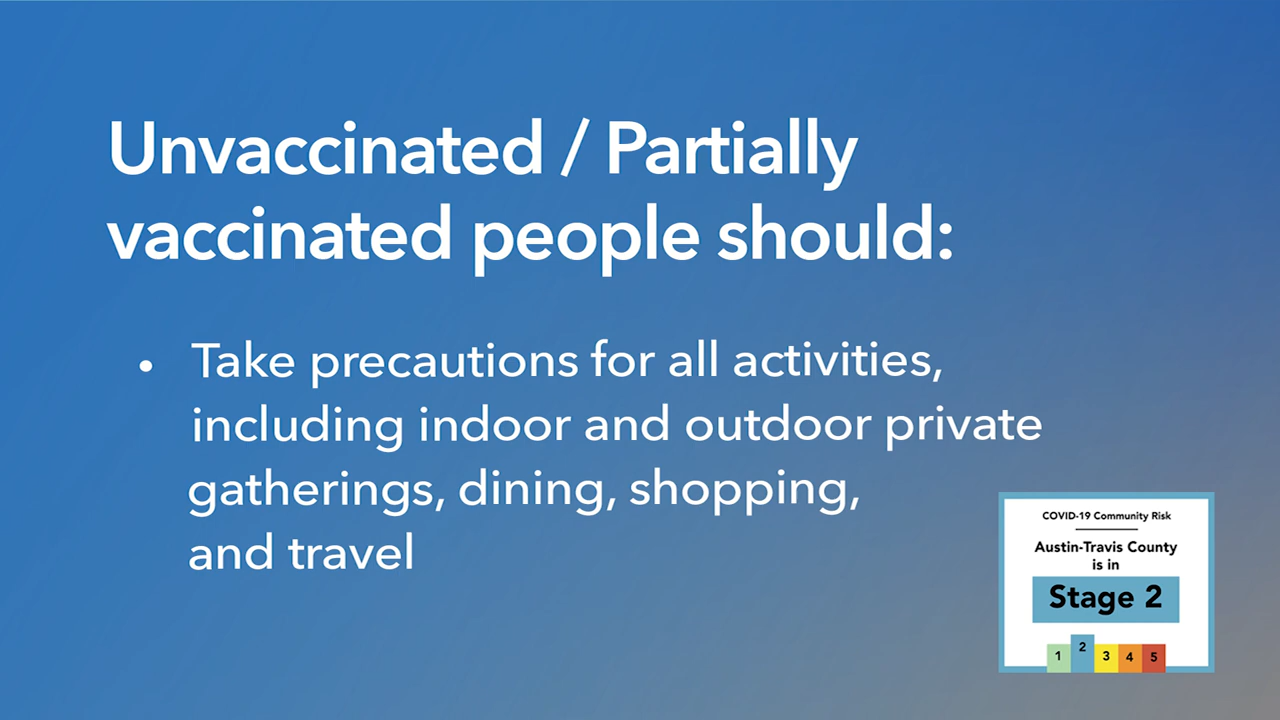 Unvaccinated / Partially
vaccinated people should:
• Take precautions for all activities,
including indoor and outdoor private
gatherings, dining, shopping,
and travel
COVID-19 Community Risk
Austin-Travis County
is in
Stage 2
1 2 3 4 5